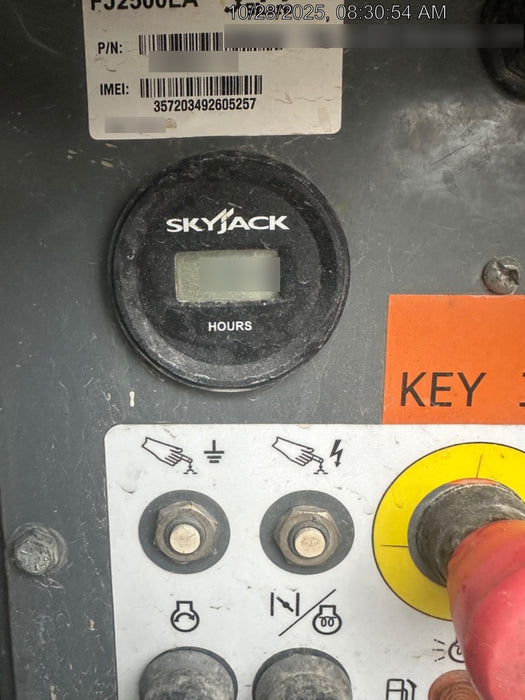 FJ2500LA
10/28/2025, 08:30:54 AM
P/N:
IMEI:
357203492605257
SKYJACK
HOURS
KEY